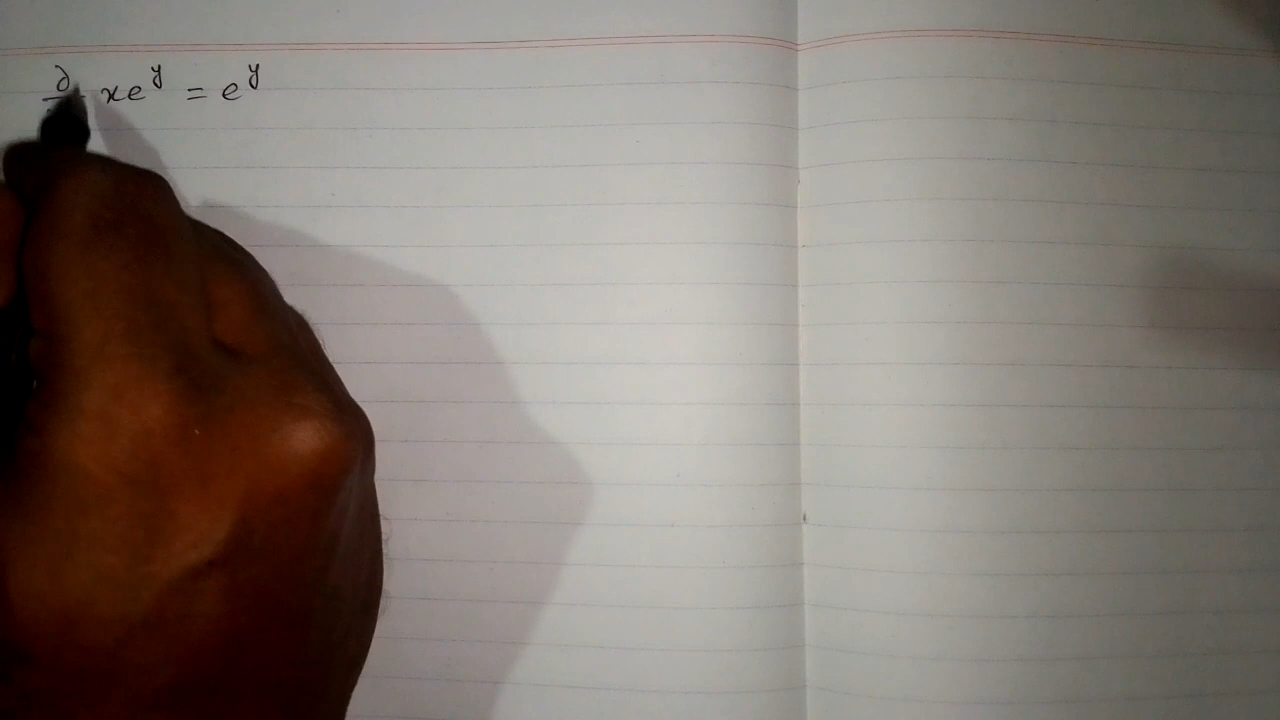 ∂ xe^y = e^y